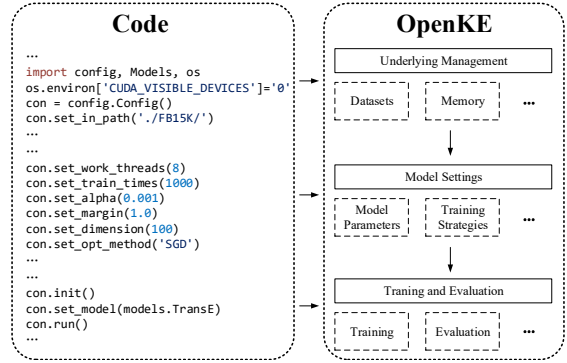 Code
...
import config, Models, os
os.environ['CUDA_VISIBLE_DEVICES']='0'
con = config.Config()
con.set_in_path('./FB15K/')
...
...
con.set_work_threads(8)
con.set_train_times(1000)
con.set_alpha(0.001)
con.set_margin(1.0)
con.set_dimension(100)
con.set_opt_method('SGD')
...
...
con.init()
con.set_model(models.TransE)
con.run()
...
OpenKE
Underlying Management
Datasets Memory ...
Model Settings
Model Training
Parameters Strategies ...
Traning and Evaluation
Training Evaluation ...